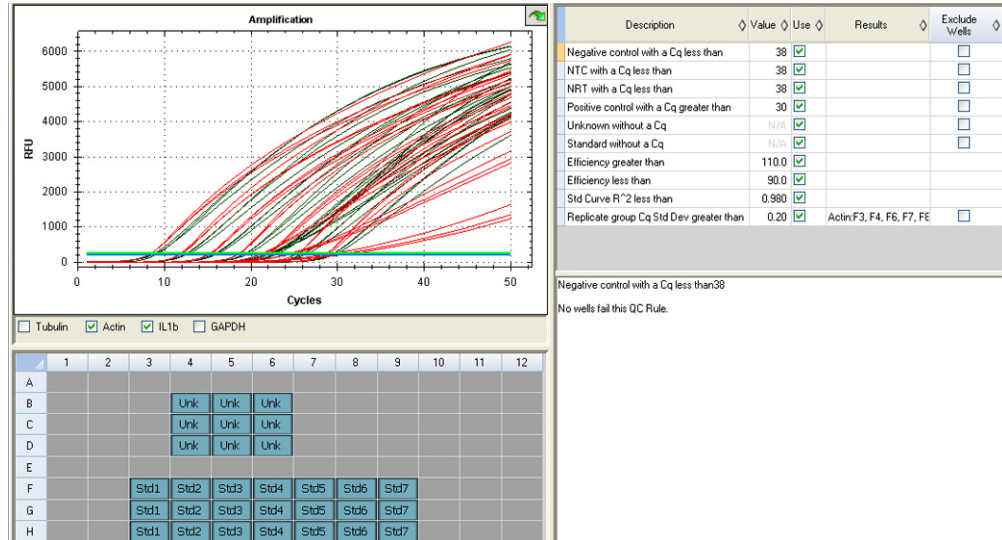 Amplification
6000
5000
4000
3000
2000
1000
0
RFU
0 10 20 30 40 50
Cycles
Tubulin Actin IL1b GAPDH
1 2 3 4 5 6 7 8 9 10 11 12
A
B Unk Unk Unk
C Unk Unk Unk
D Unk Unk Unk
E
F Std1 Std2 Std3 Std4 Std5 Std6 Std7
G Std1 Std2 Std3 Std4 Std5 Std6 Std7
H Std1 Std2 Std3 Std4 Std5 Std6 Std7
Description Value Use Results Exclude Wells
Negative control with a Cq less than 38
NTC with a Cq less than 38
NRT with a Cq less than 38
Positive control with a Cq greater than 30
Unknown without a Cq N/A
Standard without a Cq N/A
Efficiency greater than 110.0
Efficiency less than 90.0
Std Curve R^2 less than 0.980
Replicate group Cq Std Dev greater than 0.20 Actin:F3, F4, F6, F7, F8
Negative control with a Cq less than38
No wells fail this QC Rule.